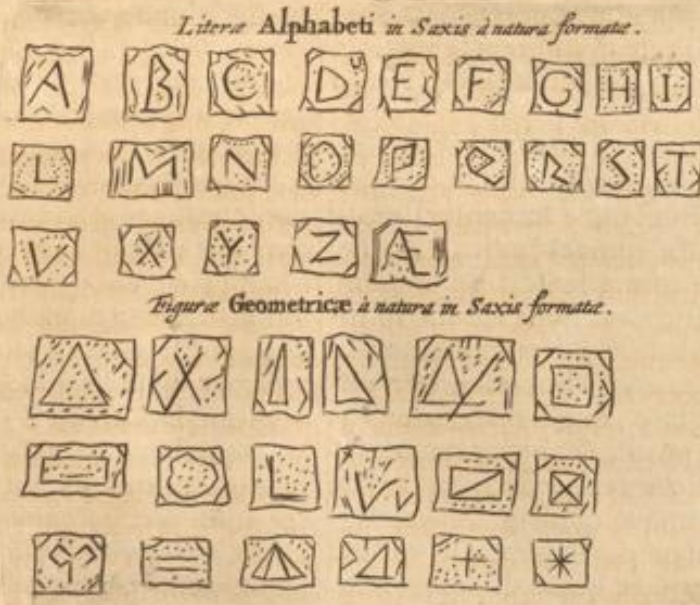 Literæ Alphabeti in Saxis à natura formatæ.
A B C D E F G H I
L M N O P Q R S T
V X Y Z Æ
Figuræ Geometricæ à natura in Saxis formatæ.